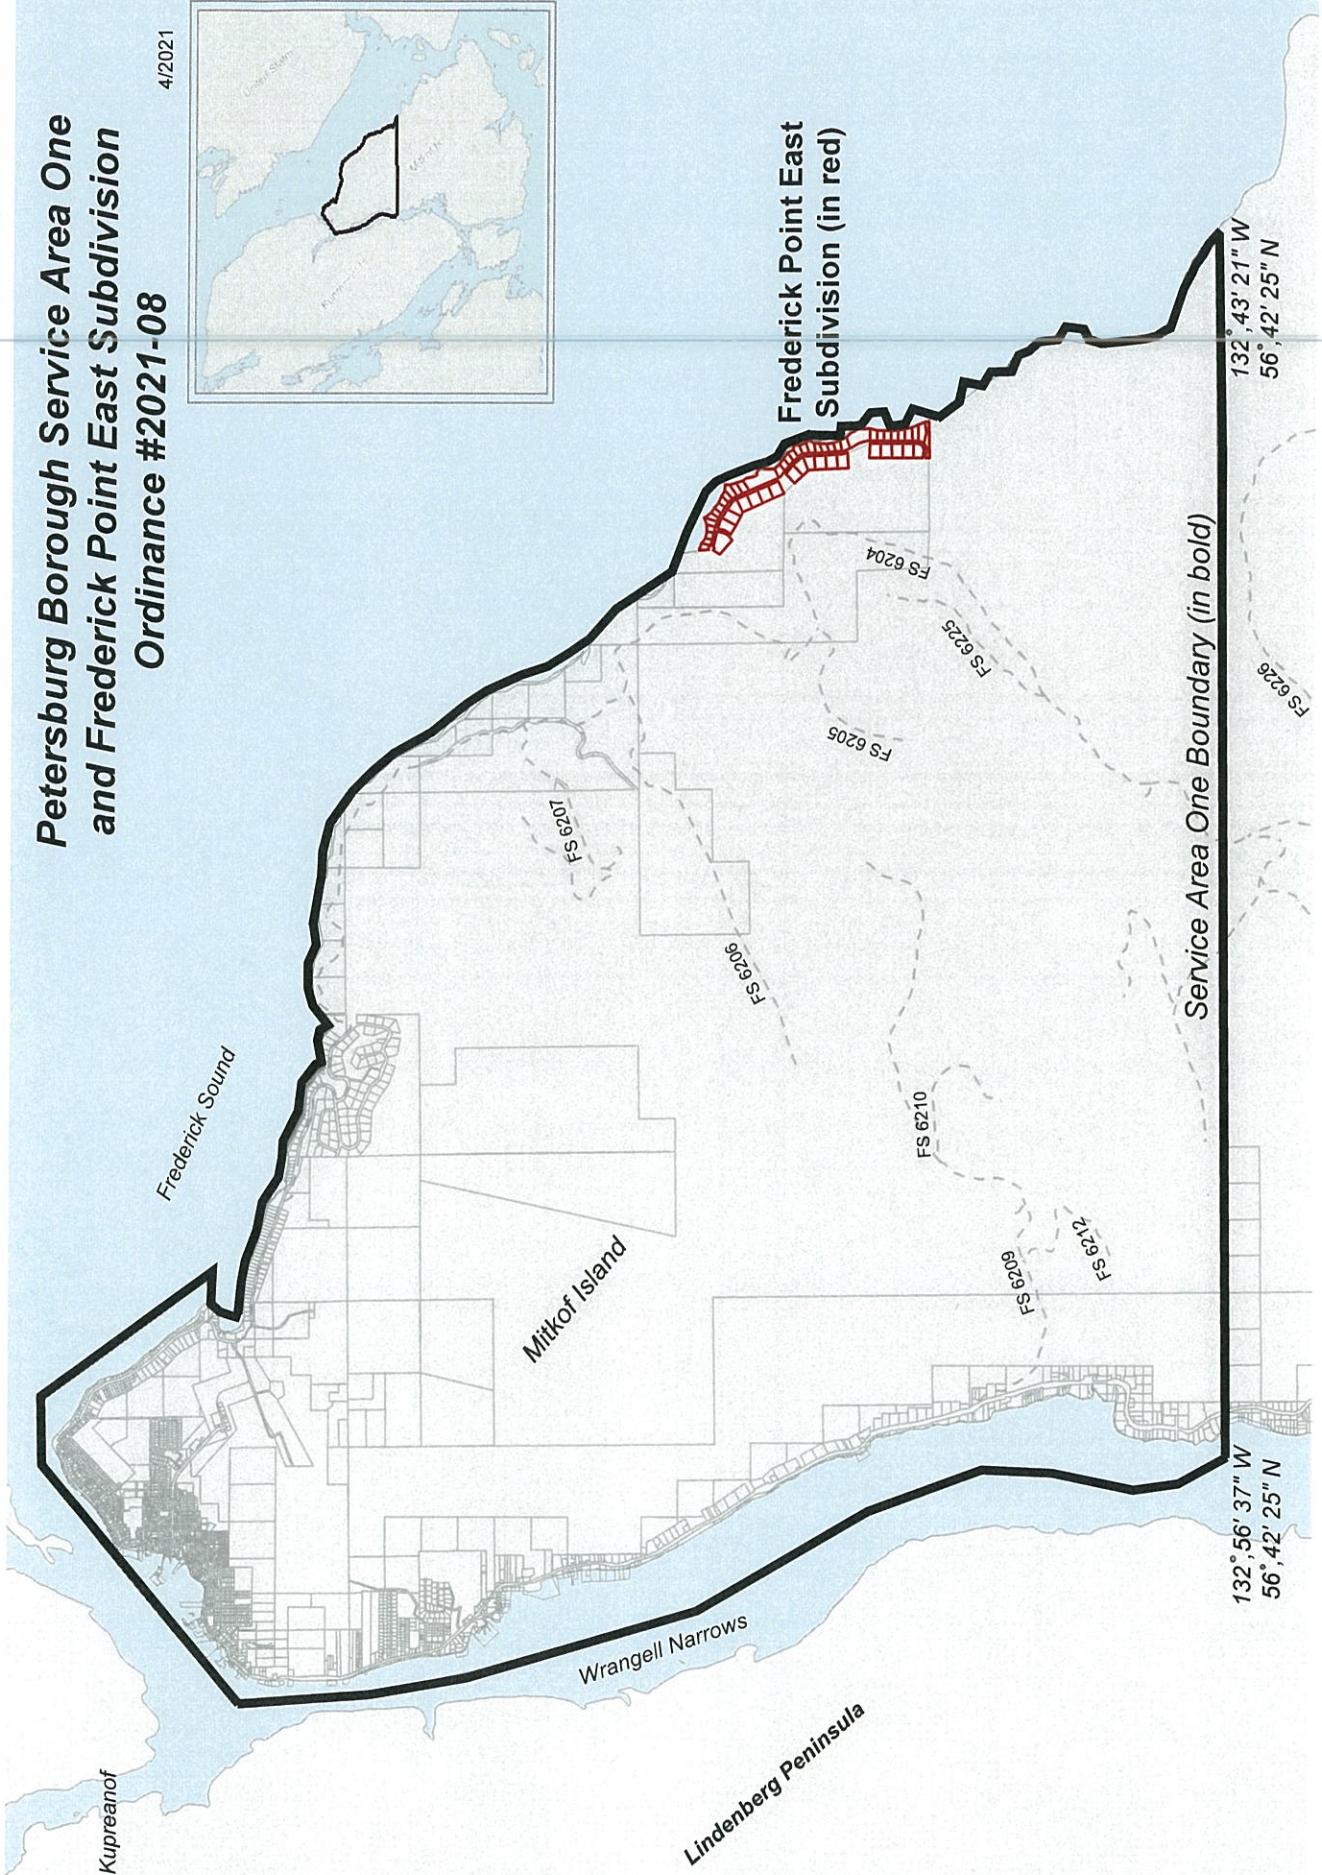 Petersburg Borough Service Area One
and Frederick Point East Subdivision
Ordinance #2021-08
4/2021
Frederick Point East
Subdivision (in red)
Frederick Sound
Mitkof Island
Wrangell Narrows
Kupreanof
Lindenberg Peninsula
FS 6204
FS 6225
FS 6205
FS 6226
FS 6207
FS 6206
FS 6210
FS 6209
FS 6212
Service Area One Boundary (in bold)
132°,43' 21" W
56°,42' 25" N
132°,56' 37" W
56°,42' 25" N